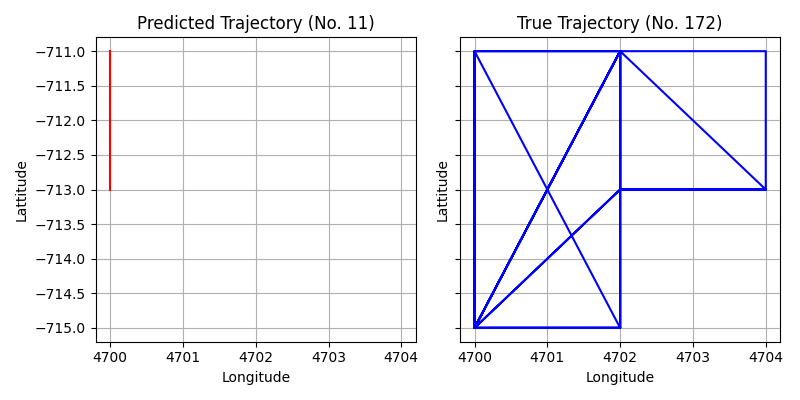 Predicted Trajectory (No. 11)
True Trajectory (No. 172)
−711.0
−711.5
−712.0
−712.5
−713.0
−713.5
−714.0
−714.5
−715.0
Lattitude
Lattitude
4700 4701 4702 4703 4704
4700 4701 4702 4703 4704
Longitude
Longitude